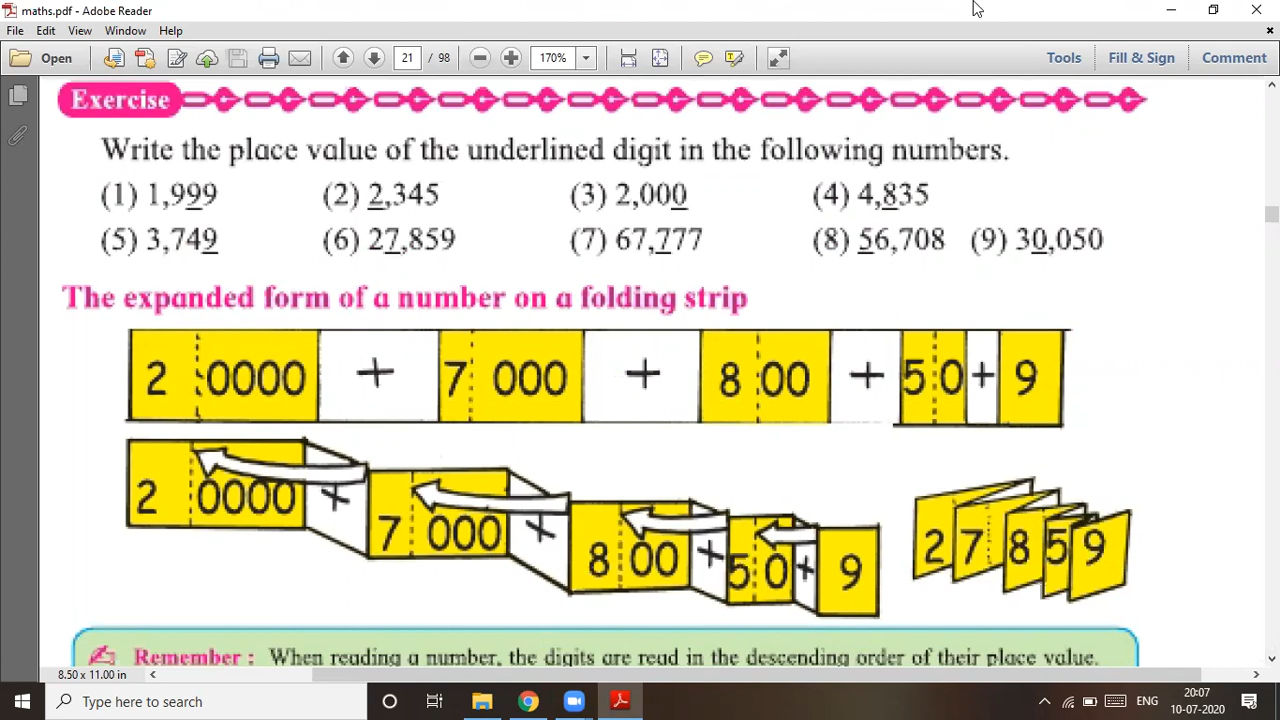 maths.pdf - Adobe Reader
File Edit View Window Help
Open 21 / 98 170% Tools Fill & Sign Comment
Exercise
Write the place value of the underlined digit in the following numbers.
(1) 1,999 (2) 2,345 (3) 2,000 (4) 4,835
(5) 3,749 (6) 27,859 (7) 67,777 (8) 56,708 (9) 30,050
The expanded form of a number on a folding strip
2 0000 + 7 000 + 8 00 + 5 0 + 9
2 0000 + 7 000 + 8 00 + 5 0 + 9
2 7 8 5 9
Remember : When reading a number, the digits are read in the descending order of their place value.
8.50 x 11.00 in
Type here to search
ENG
20:07
10-07-2020